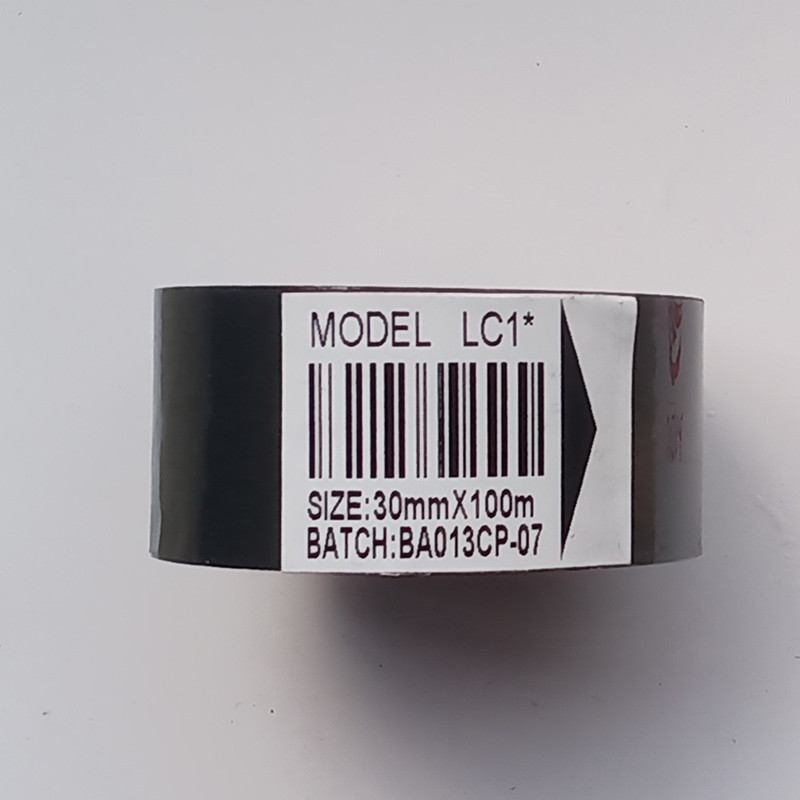 MODEL LC1*
SIZE:30mmX100m
BATCH:BA013CP-07